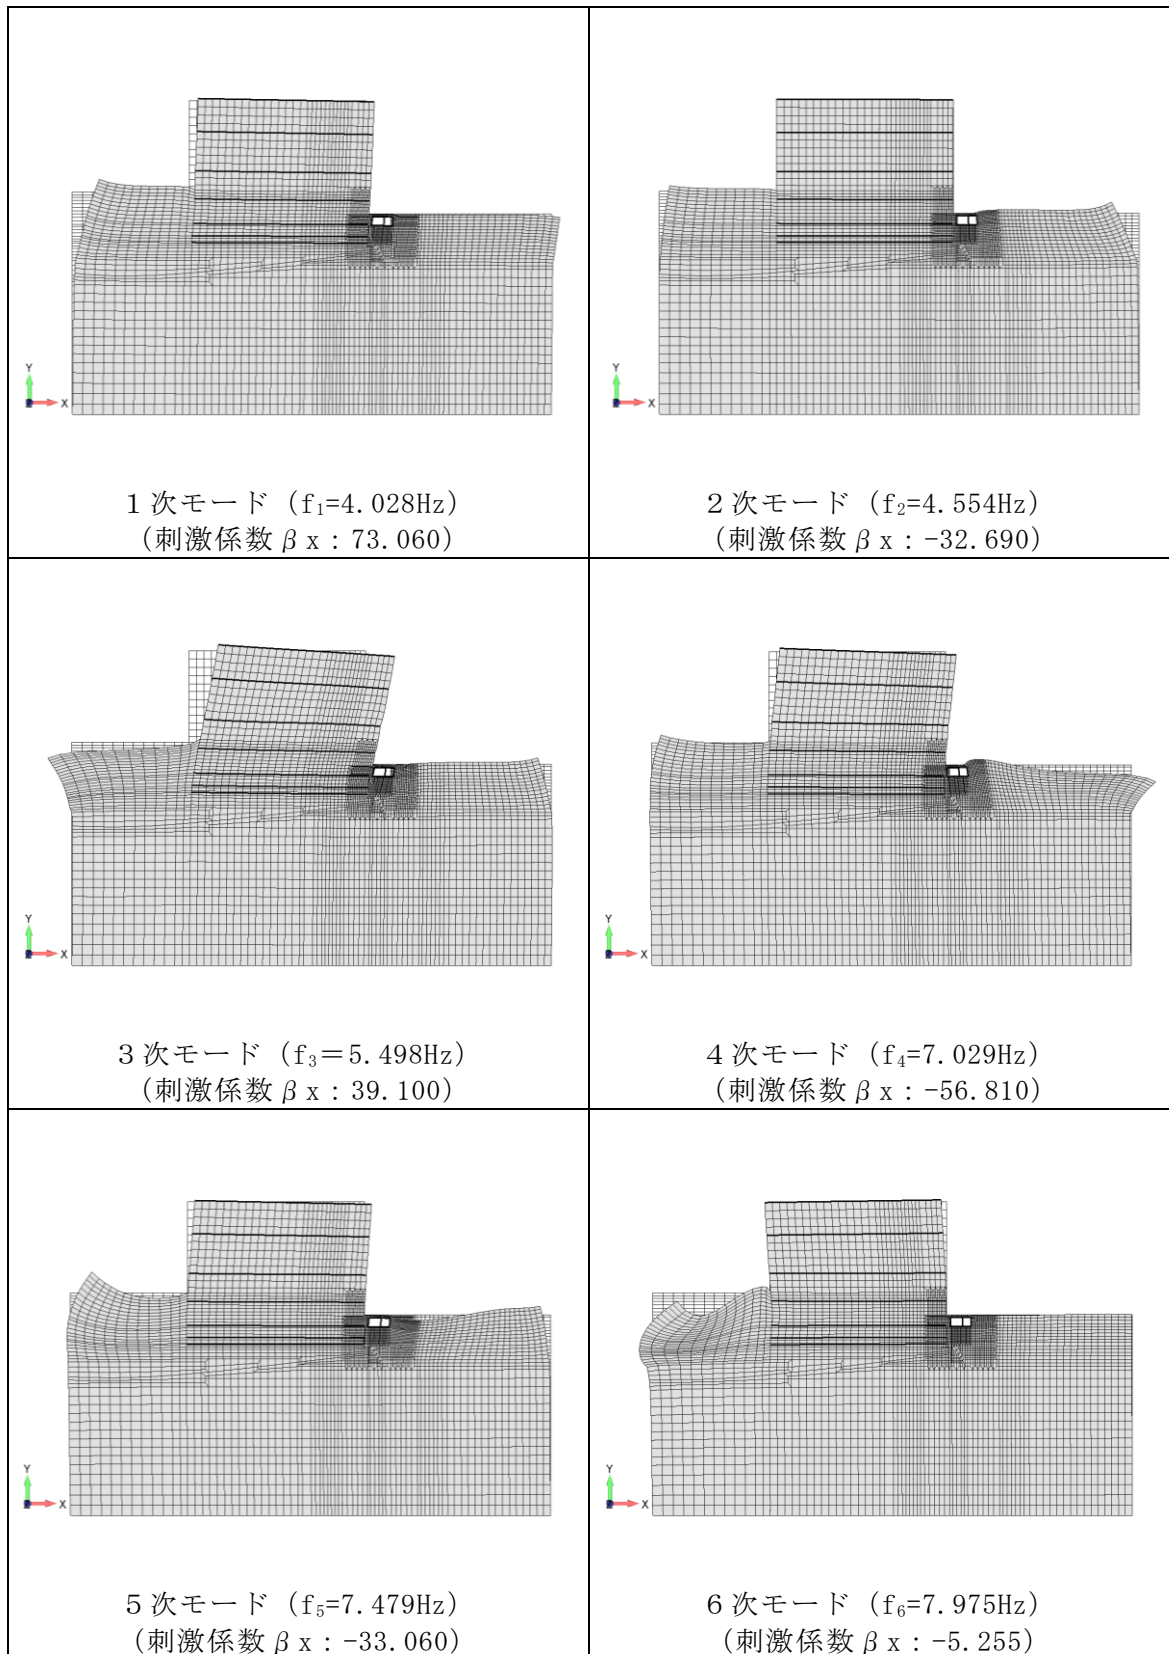 Y
X
１次モード（f₁=4.028Hz）
（刺激係数βx：73.060）
Y
X
２次モード（f₂=4.554Hz）
（刺激係数βx：-32.690）
Y
X
３次モード（f₃＝5.498Hz）
（刺激係数βx：39.100）
Y
X
４次モード（f₄=7.029Hz）
（刺激係数βx：-56.810）
Y
X
５次モード（f₅=7.479Hz）
（刺激係数βx：-33.060）
Y
X
６次モード（f₆=7.975Hz）
（刺激係数βx：-5.255）